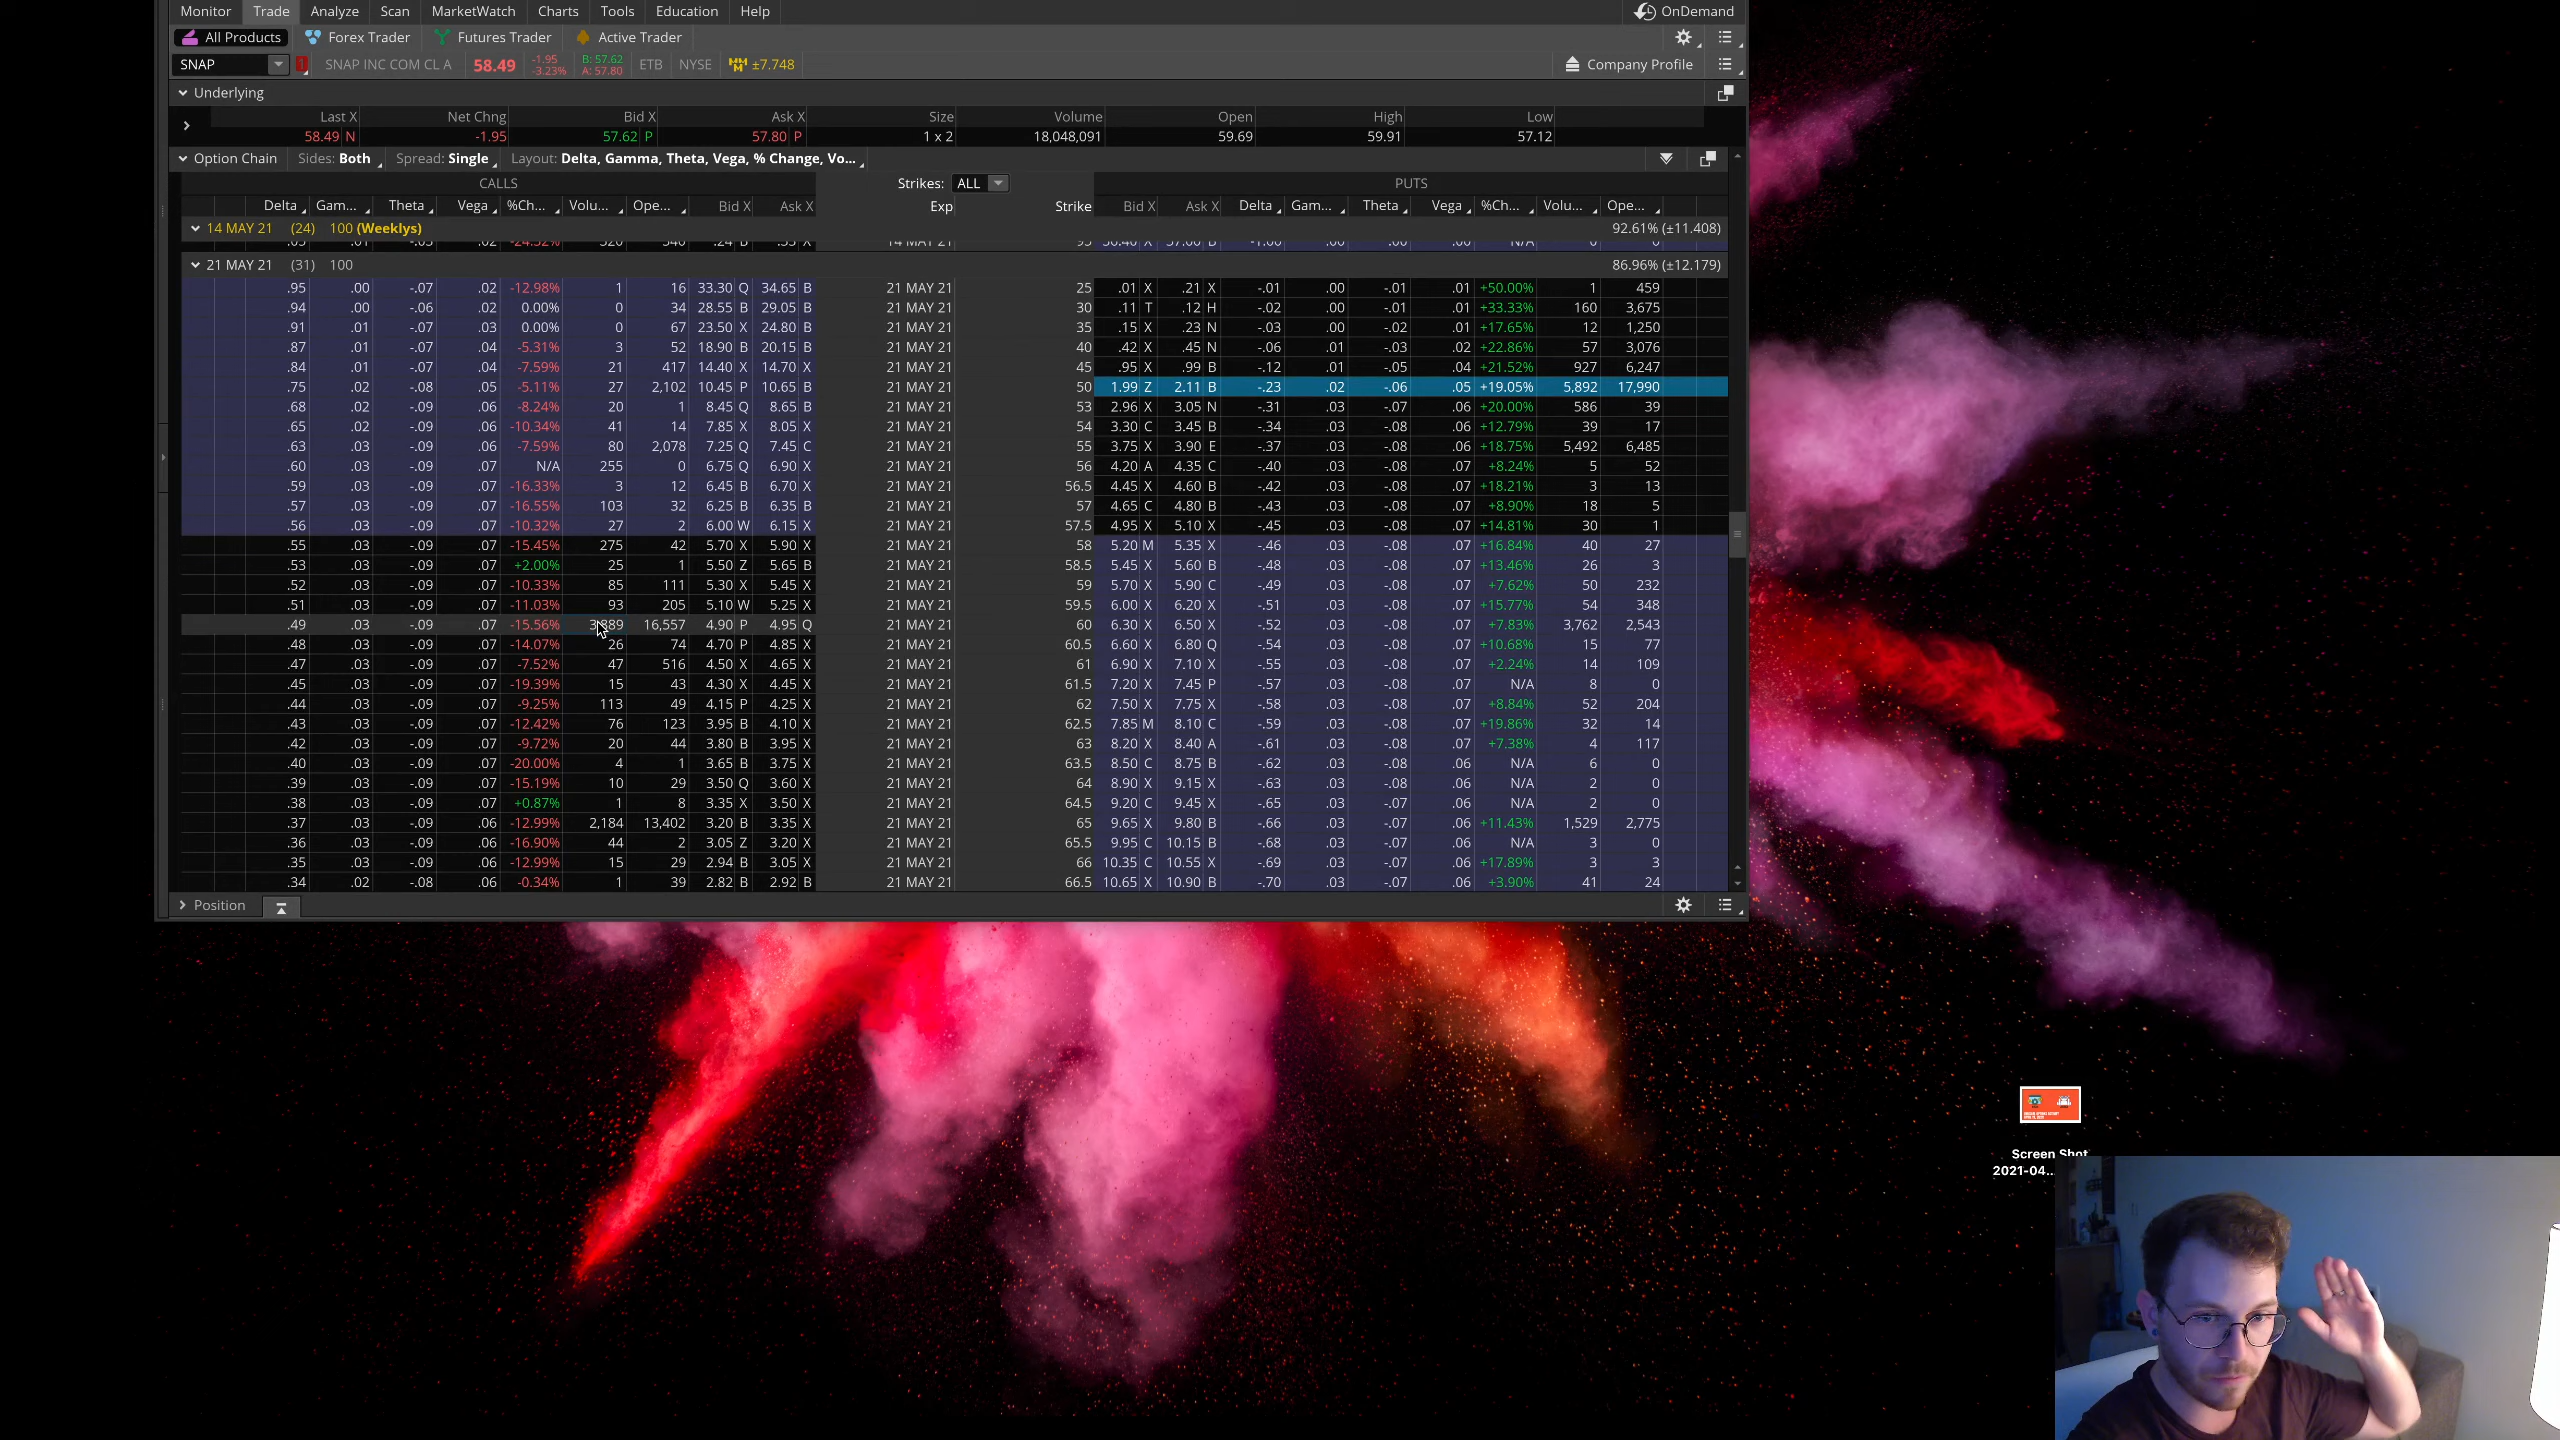 Monitor Trade Analyze Scan MarketWatch Charts Tools Education Help OnDemand
All Products Forex Trader Futures Trader Active Trader
SNAP 1 SNAP INC COM CL A 58.49 -1.95 -3.23% B: 57.62 A: 57.80 ETB NYSE ±7.748 Company Profile
Underlying
Last X Net Chng Bid X Ask X Size Volume Open High Low
58.49 N -1.95 57.62 P 57.80 P 1 x 2 18,048,091 59.69 59.91 57.12
Option Chain Sides: Both Spread: Single Layout: Delta, Gamma, Theta, Vega, % Change, Vo...
CALLS Strikes: ALL PUTS
Delta Gam... Theta Vega %Ch... Volu... Ope... Bid X Ask X Exp Strike Bid X Ask X Delta Gam... Theta Vega %Ch... Volu... Ope...
14 MAY 21 (24) 100 (Weeklys) 92.61% (±11.408)
21 MAY 21 (31) 100 86.96% (±12.179)
.95 .00 -.07 .02 -12.98% 1 16 33.30 Q 34.65 B 21 MAY 21 25 .01 X .21 X -.01 .00 -.01 .01 +50.00% 1 459
.94 .00 -.06 .02 0.00% 0 34 28.55 B 29.05 B 21 MAY 21 30 .11 T .12 H -.02 .00 -.01 .01 +33.33% 160 3,675
.91 .01 -.07 .03 0.00% 0 67 23.50 X 24.80 B 21 MAY 21 35 .15 X .23 N -.03 .00 -.02 .01 +17.65% 12 1,250
.87 .01 -.07 .04 -5.31% 3 52 18.90 B 20.15 B 21 MAY 21 40 .42 X .45 N -.06 .01 -.03 .02 +22.86% 57 3,076
.84 .01 -.07 .04 -7.59% 21 417 14.40 X 14.70 X 21 MAY 21 45 .95 X .99 B -.12 .01 -.05 .04 +21.52% 927 6,247
.75 .02 -.08 .05 -5.11% 27 2,102 10.45 P 10.65 B 21 MAY 21 50 1.99 Z 2.11 B -.23 .02 -.06 .05 +19.05% 5,892 17,990
.68 .02 -.09 .06 -8.24% 20 1 8.45 Q 8.65 B 21 MAY 21 53 2.96 X 3.05 N -.31 .03 -.07 .06 +20.00% 586 39
.65 .02 -.09 .06 -10.34% 41 14 7.85 X 8.05 X 21 MAY 21 54 3.30 C 3.45 B -.34 .03 -.08 .06 +12.79% 39 17
.63 .03 -.09 .06 -7.59% 80 2,078 7.25 Q 7.45 C 21 MAY 21 55 3.75 X 3.90 E -.37 .03 -.08 .06 +18.75% 5,492 6,485
.60 .03 -.09 .07 N/A 255 0 6.75 Q 6.90 X 21 MAY 21 56 4.20 A 4.35 C -.40 .03 -.08 .07 +8.24% 5 52
.59 .03 -.09 .07 -16.33% 3 12 6.45 B 6.70 X 21 MAY 21 56.5 4.45 X 4.60 B -.42 .03 -.08 .07 +18.21% 3 13
.57 .03 -.09 .07 -16.55% 103 32 6.25 B 6.35 B 21 MAY 21 57 4.65 C 4.80 B -.43 .03 -.08 .07 +8.90% 18 5
.56 .03 -.09 .07 -10.32% 27 2 6.00 W 6.15 X 21 MAY 21 57.5 4.95 X 5.10 X -.45 .03 -.08 .07 +14.81% 30 1
.55 .03 -.09 .07 -15.45% 275 42 5.70 X 5.90 X 21 MAY 21 58 5.20 M 5.35 X -.46 .03 -.08 .07 +16.84% 40 27
.53 .03 -.09 .07 +2.00% 25 1 5.50 Z 5.65 B 21 MAY 21 58.5 5.45 X 5.60 B -.48 .03 -.08 .07 +13.46% 26 3
.52 .03 -.09 .07 -10.33% 85 111 5.30 X 5.45 X 21 MAY 21 59 5.70 X 5.90 C -.49 .03 -.08 .07 +7.62% 50 232
.51 .03 -.09 .07 -11.03% 93 205 5.10 W 5.25 X 21 MAY 21 59.5 6.00 X 6.20 X -.51 .03 -.08 .07 +15.77% 54 348
.49 .03 -.09 .07 -15.56% 16,557 4.90 P 4.95 Q 21 MAY 21 60 6.30 X 6.50 X -.52 .03 -.08 .07 +7.83% 3,762 2,543
.48 .03 -.09 .07 -14.07% 26 74 4.70 P 4.85 X 21 MAY 21 60.5 6.60 X 6.80 Q -.54 .03 -.08 .07 +10.68% 15 77
.47 .03 -.09 .07 -7.52% 47 516 4.50 X 4.65 X 21 MAY 21 61 6.90 X 7.10 X -.55 .03 -.08 .07 +2.24% 14 109
.45 .03 -.09 .07 -19.39% 15 43 4.30 X 4.45 X 21 MAY 21 61.5 7.20 X 7.45 P -.57 .03 -.08 .07 N/A 8 0
.44 .03 -.09 .07 -9.25% 113 49 4.15 P 4.25 X 21 MAY 21 62 7.50 X 7.75 X -.58 .03 -.08 .07 +8.84% 52 204
.43 .03 -.09 .07 -12.42% 76 123 3.95 B 4.10 X 21 MAY 21 62.5 7.85 M 8.10 C -.59 .03 -.08 .07 +19.86% 32 14
.42 .03 -.09 .07 -9.72% 20 44 3.80 B 3.95 X 21 MAY 21 63 8.20 X 8.40 A -.61 .03 -.08 .07 +7.38% 4 117
.40 .03 -.09 .07 -20.00% 4 1 3.65 B 3.75 X 21 MAY 21 63.5 8.50 C 8.75 B -.62 .03 -.08 .06 N/A 6 0
.39 .03 -.09 .07 -15.19% 10 29 3.50 Q 3.60 X 21 MAY 21 64 8.90 X 9.15 X -.63 .03 -.08 .06 N/A 2 0
.38 .03 -.09 .07 +0.87% 1 8 3.35 X 3.50 X 21 MAY 21 64.5 9.20 C 9.45 X -.65 .03 -.07 .06 N/A 2 0
.37 .03 -.09 .06 -12.99% 2,184 13,402 3.20 B 3.35 X 21 MAY 21 65 9.65 X 9.80 B -.66 .03 -.07 .06 +11.43% 1,529 2,775
.36 .03 -.09 .06 -16.90% 44 2 3.05 Z 3.20 X 21 MAY 21 65.5 9.95 C 10.15 B -.68 .03 -.07 .06 N/A 3 0
.35 .03 -.09 .06 -12.99% 15 29 2.94 B 3.05 X 21 MAY 21 66 10.35 C 10.55 X -.69 .03 -.07 .06 +17.89% 3 3
.34 .02 -.08 .06 -0.34% 1 39 2.82 B 2.92 B 21 MAY 21 66.5 10.65 X 10.90 B -.70 .03 -.07 .06 +3.90% 41 24
Position
Screen Shot
2021-04...